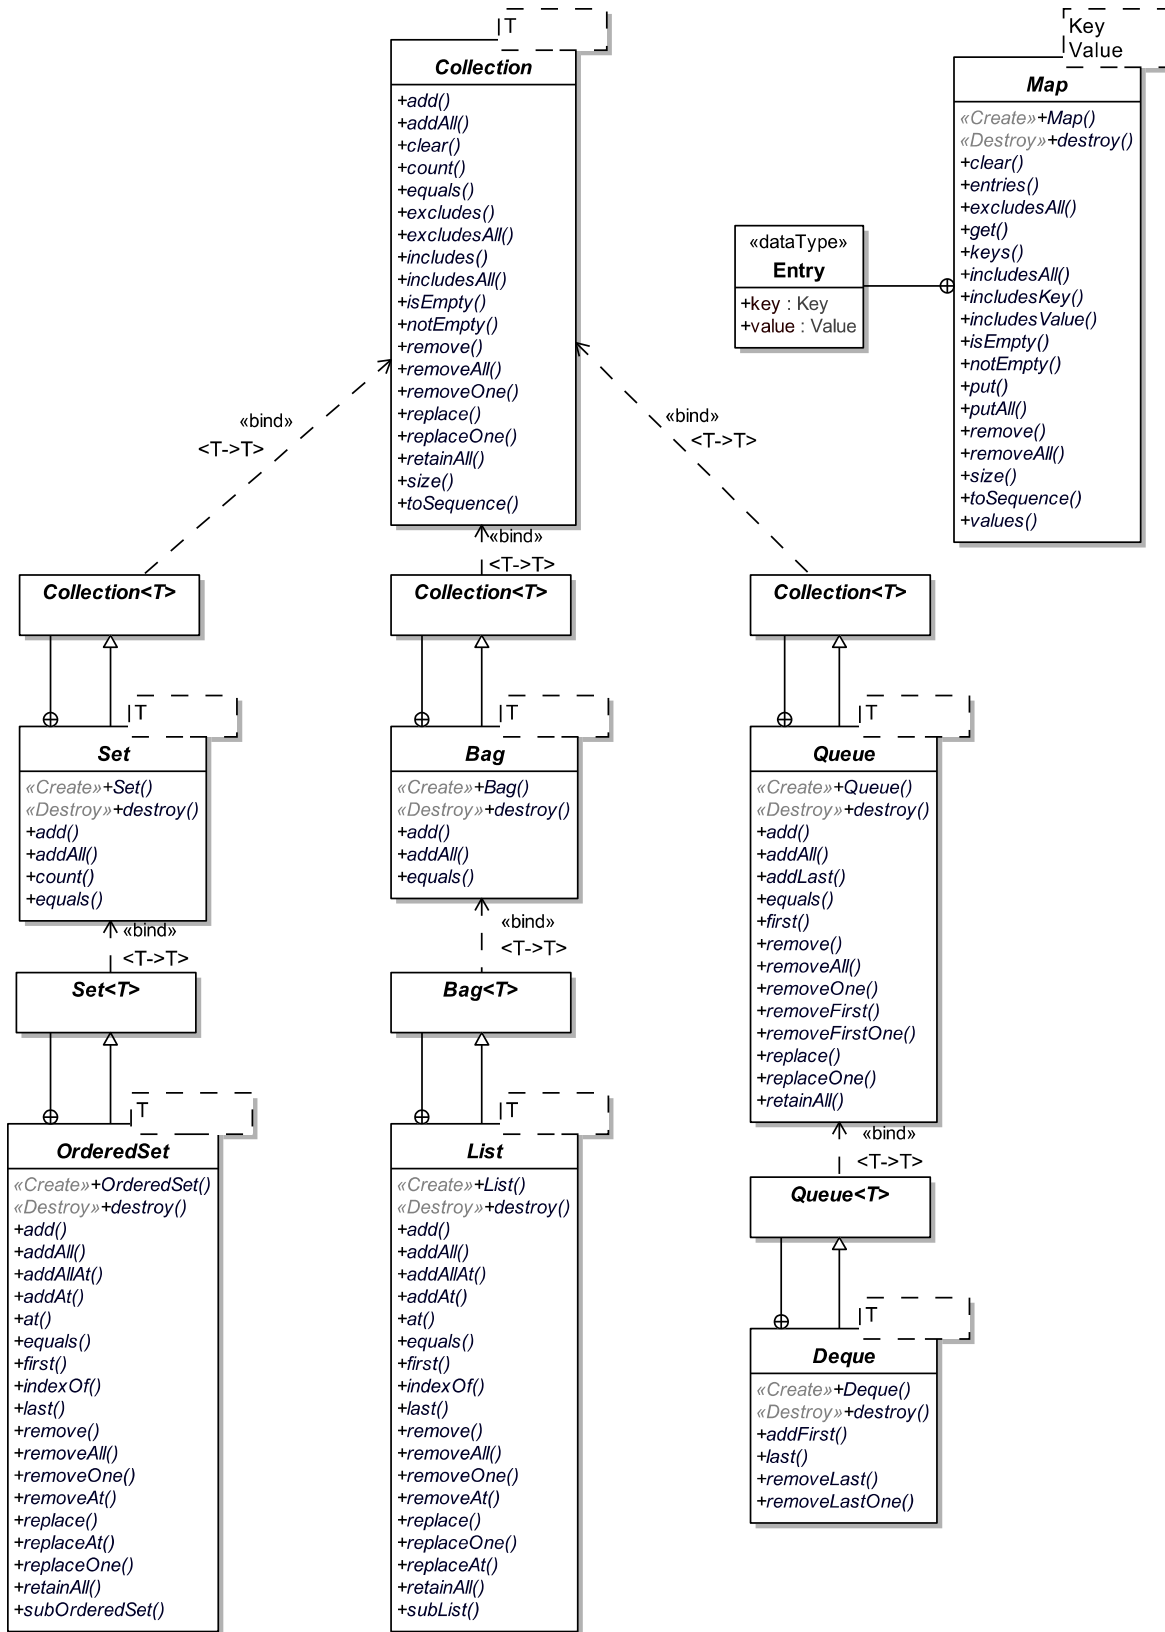 T
Collection
+add()
+addAll()
+clear()
+count()
+equals()
+excludes()
+excludesAll()
+includes()
+includesAll()
+isEmpty()
+notEmpty()
+remove()
+removeAll()
+removeOne()
+replace()
+replaceOne()
+retainAll()
+size()
+toSequence()
Key
Value
Map
«Create»+Map()
«Destroy»+destroy()
+clear()
+entries()
+excludesAll()
+get()
+keys()
+includesAll()
+includesKey()
+includesValue()
+isEmpty()
+notEmpty()
+put()
+putAll()
+remove()
+removeAll()
+size()
+toSequence()
+values()
«dataType»
Entry
+key : Key
+value : Value
«bind»
<T->T>
«bind»
<T->T>
«bind»
<T->T>
Collection<T>
Collection<T>
Collection<T>
T
Set
«Create»+Set()
«Destroy»+destroy()
+add()
+addAll()
+count()
+equals()
«bind»
<T->T>
Set<T>
T
OrderedSet
«Create»+OrderedSet()
«Destroy»+destroy()
+add()
+addAll()
+addAllAt()
+addAt()
+at()
+equals()
+first()
+indexOf()
+last()
+remove()
+removeAll()
+removeOne()
+removeAt()
+replace()
+replaceAt()
+replaceOne()
+retainAll()
+subOrderedSet()
T
Bag
«Create»+Bag()
«Destroy»+destroy()
+add()
+addAll()
+equals()
«bind»
<T->T>
Bag<T>
T
List
«Create»+List()
«Destroy»+destroy()
+add()
+addAll()
+addAllAt()
+addAt()
+at()
+equals()
+first()
+indexOf()
+last()
+remove()
+removeAll()
+removeOne()
+removeAt()
+replace()
+replaceOne()
+replaceAt()
+retainAll()
+subList()
T
Queue
«Create»+Queue()
«Destroy»+destroy()
+add()
+addAll()
+addLast()
+equals()
+first()
+remove()
+removeAll()
+removeOne()
+removeFirst()
+removeFirstOne()
+replace()
+replaceOne()
+retainAll()
«bind»
<T->T>
Queue<T>
T
Deque
«Create»+Deque()
«Destroy»+destroy()
+addFirst()
+last()
+removeLast()
+removeLastOne()